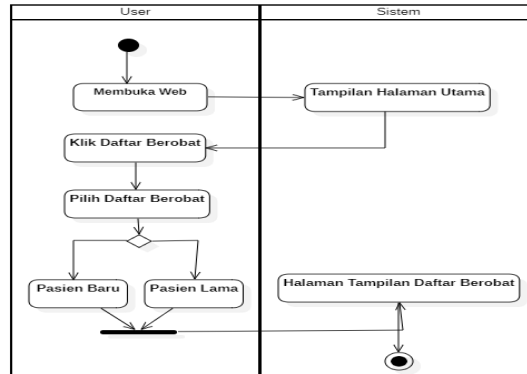 User
Sistem
Membuka Web
Tampilan Halaman Utama
Klik Daftar Berobat
Pilih Daftar Berobat
Pasien Baru
Pasien Lama
Halaman Tampilan Daftar Berobat